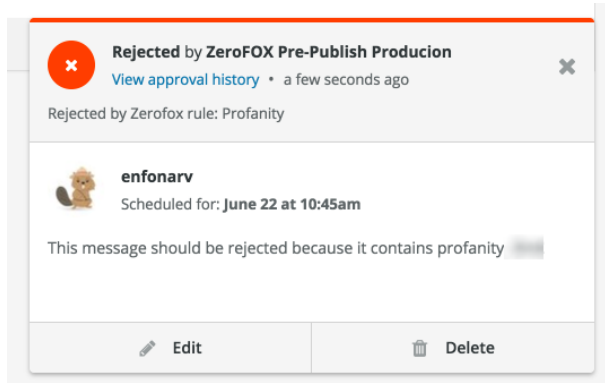 Rejected by ZeroFOX Pre-Publish Producion
View approval history • a few seconds ago
Rejected by Zerofox rule: Profanity
enfonarv
Scheduled for: June 22 at 10:45am
This message should be rejected because it contains profanity
Edit
Delete